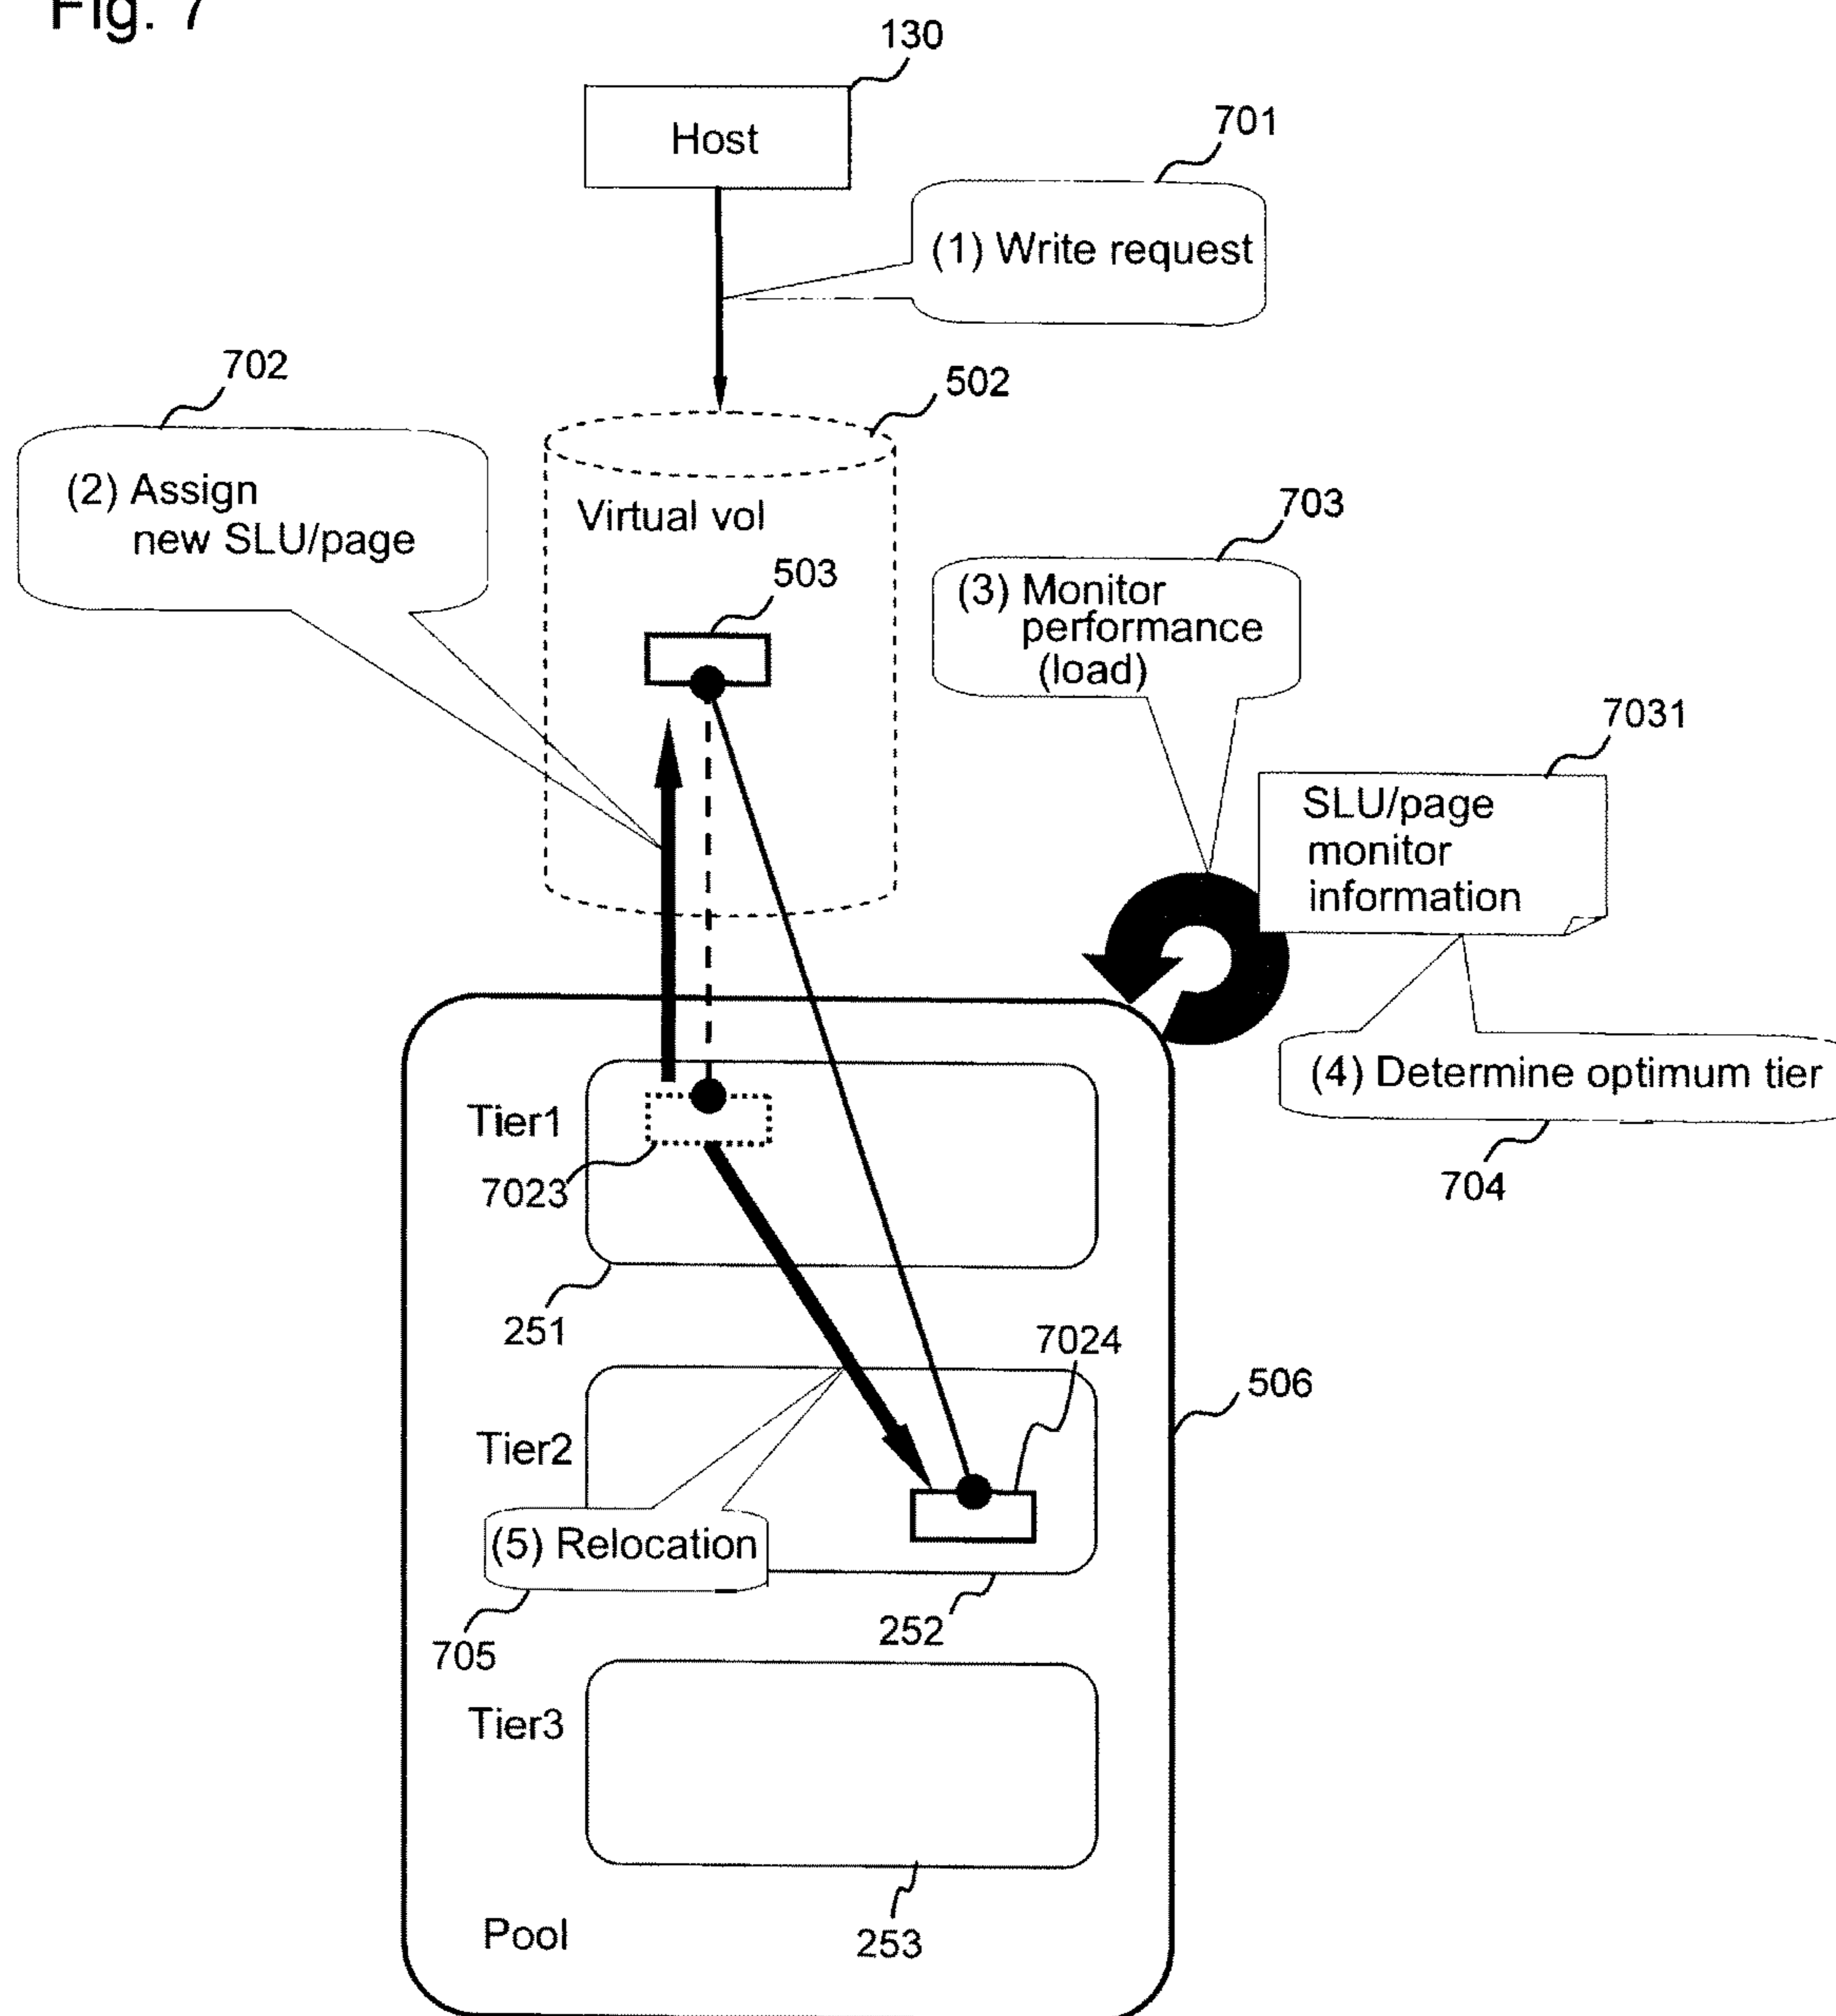 Fig. 7
130
Host
701
(1) Write request
702
502
(2) Assign
new SLU/page
Virtual vol
703
503
(3) Monitor
performance
(load)
7031
SLU/page
monitor
information
(4) Determine optimum tier
704
Tier1
7023
251
7024
506
Tier2
(5) Relocation
252
705
Tier3
253
Pool